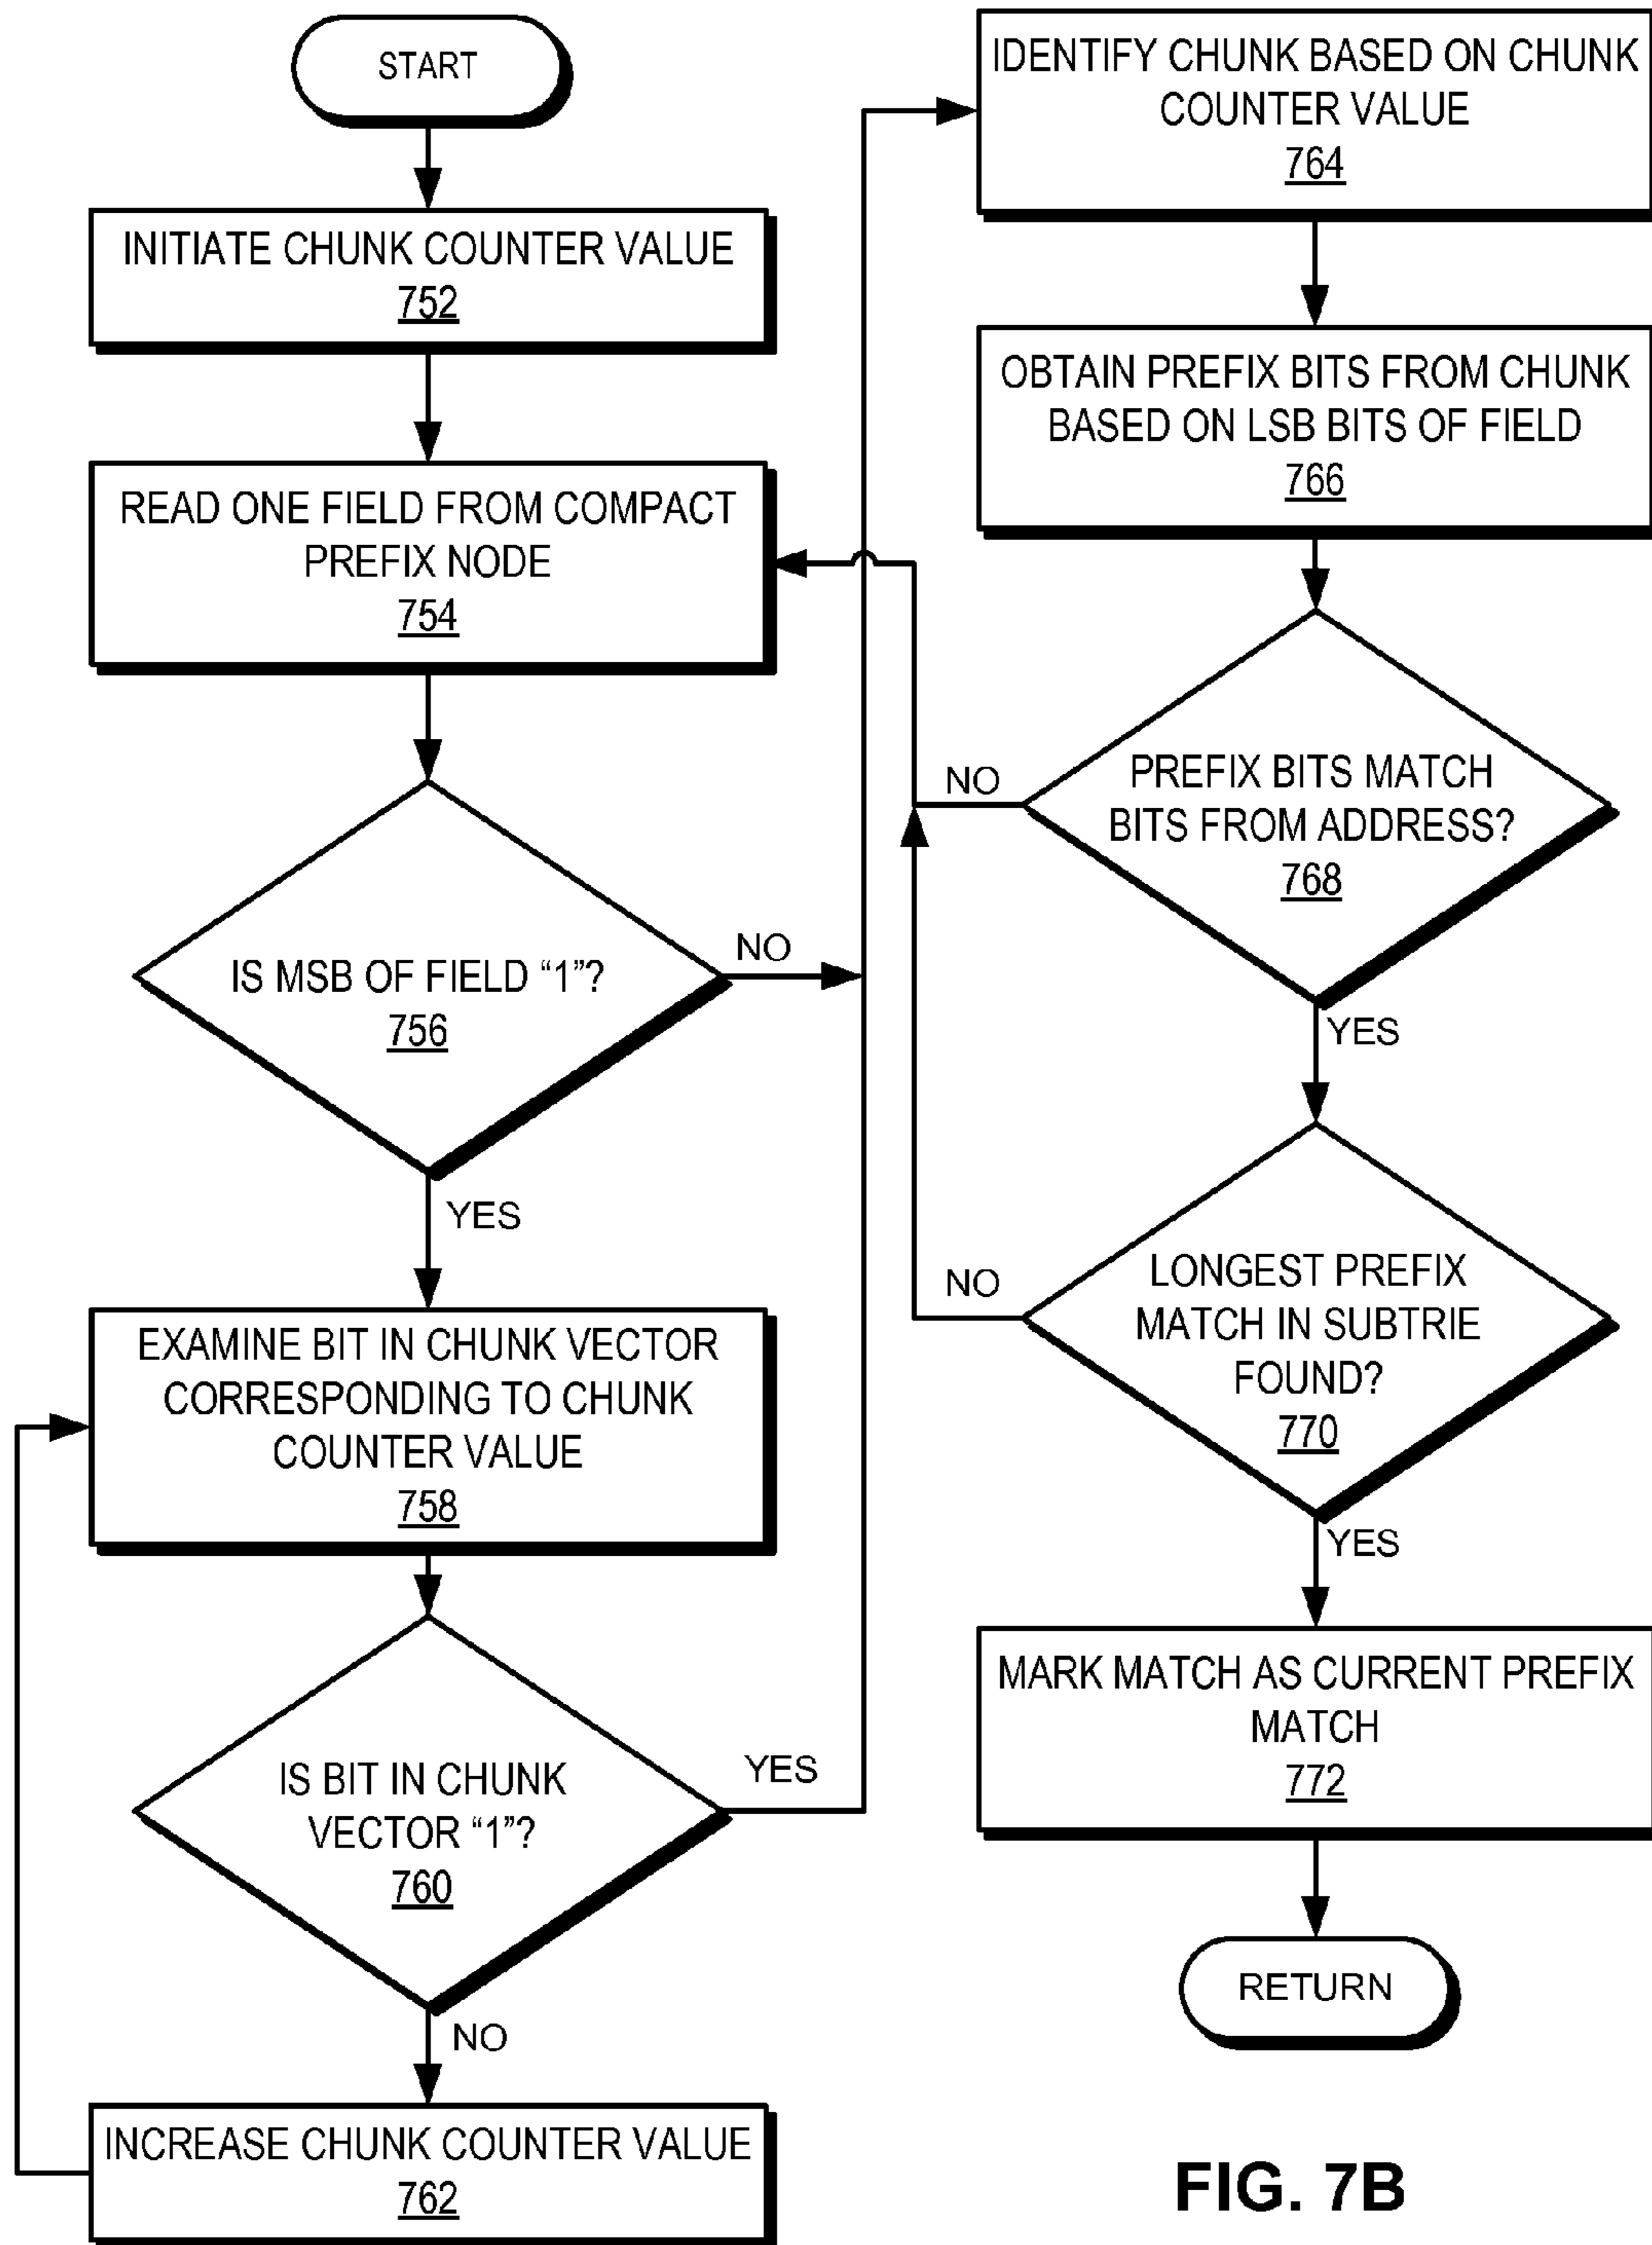 START
INITIATE CHUNK COUNTER VALUE
752
READ ONE FIELD FROM COMPACT
PREFIX NODE
754
IS MSB OF FIELD “1”?
756
NO
YES
EXAMINE BIT IN CHUNK VECTOR
CORRESPONDING TO CHUNK
COUNTER VALUE
758
IS BIT IN CHUNK
VECTOR “1”?
760
YES
NO
INCREASE CHUNK COUNTER VALUE
762
IDENTIFY CHUNK BASED ON CHUNK
COUNTER VALUE
764
OBTAIN PREFIX BITS FROM CHUNK
BASED ON LSB BITS OF FIELD
766
PREFIX BITS MATCH
BITS FROM ADDRESS?
768
NO
YES
LONGEST PREFIX
MATCH IN SUBTRIE
FOUND?
770
NO
YES
MARK MATCH AS CURRENT PREFIX
MATCH
772
RETURN
FIG. 7B